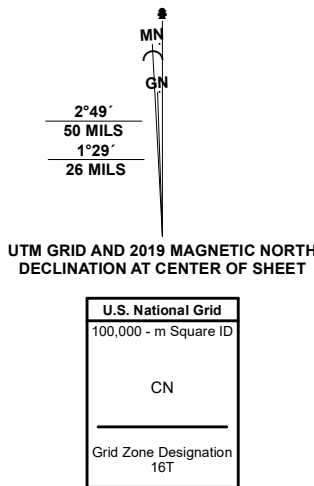 MN
GN
2°49´
50 MILS
1°29´
26 MILS
UTM GRID AND 2019 MAGNETIC NORTH
DECLINATION AT CENTER OF SHEET
U.S. National Grid
100,000 - m Square ID
CN
Grid Zone Designation
16T